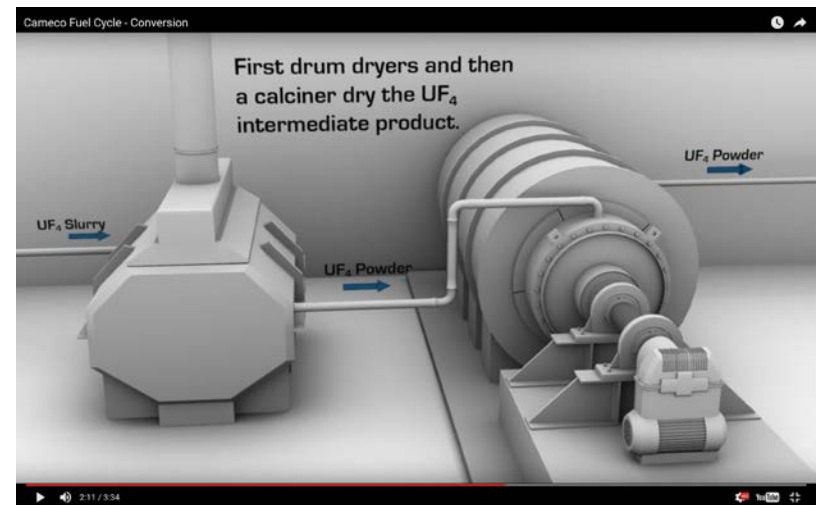 Cameco Fuel Cycle - Conversion
First drum dryers and then
a calciner dry the UF₄
intermediate product.
UF₄ Powder
UF₄ Slurry
UF₄ Powder
2:11 / 3:34
YouTube